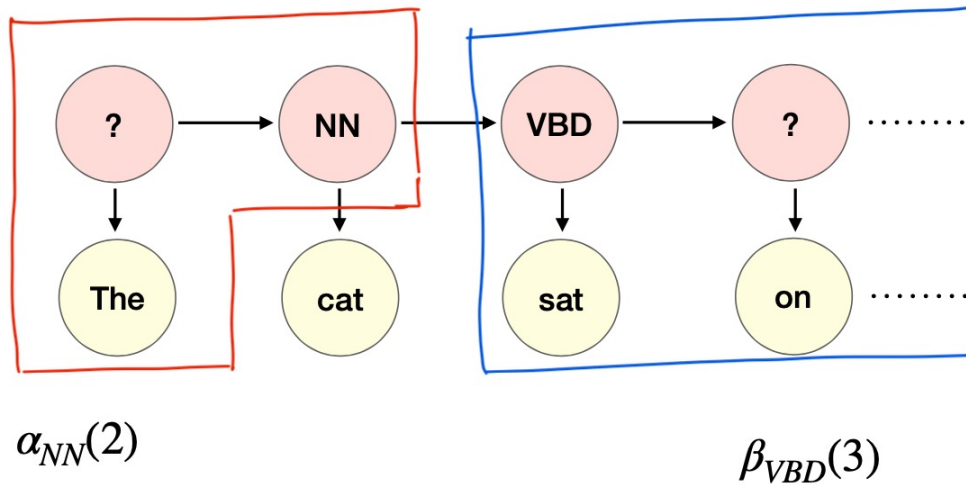 ? NN VBD ?
The cat sat on
α_NN(2) β_VBD(3)